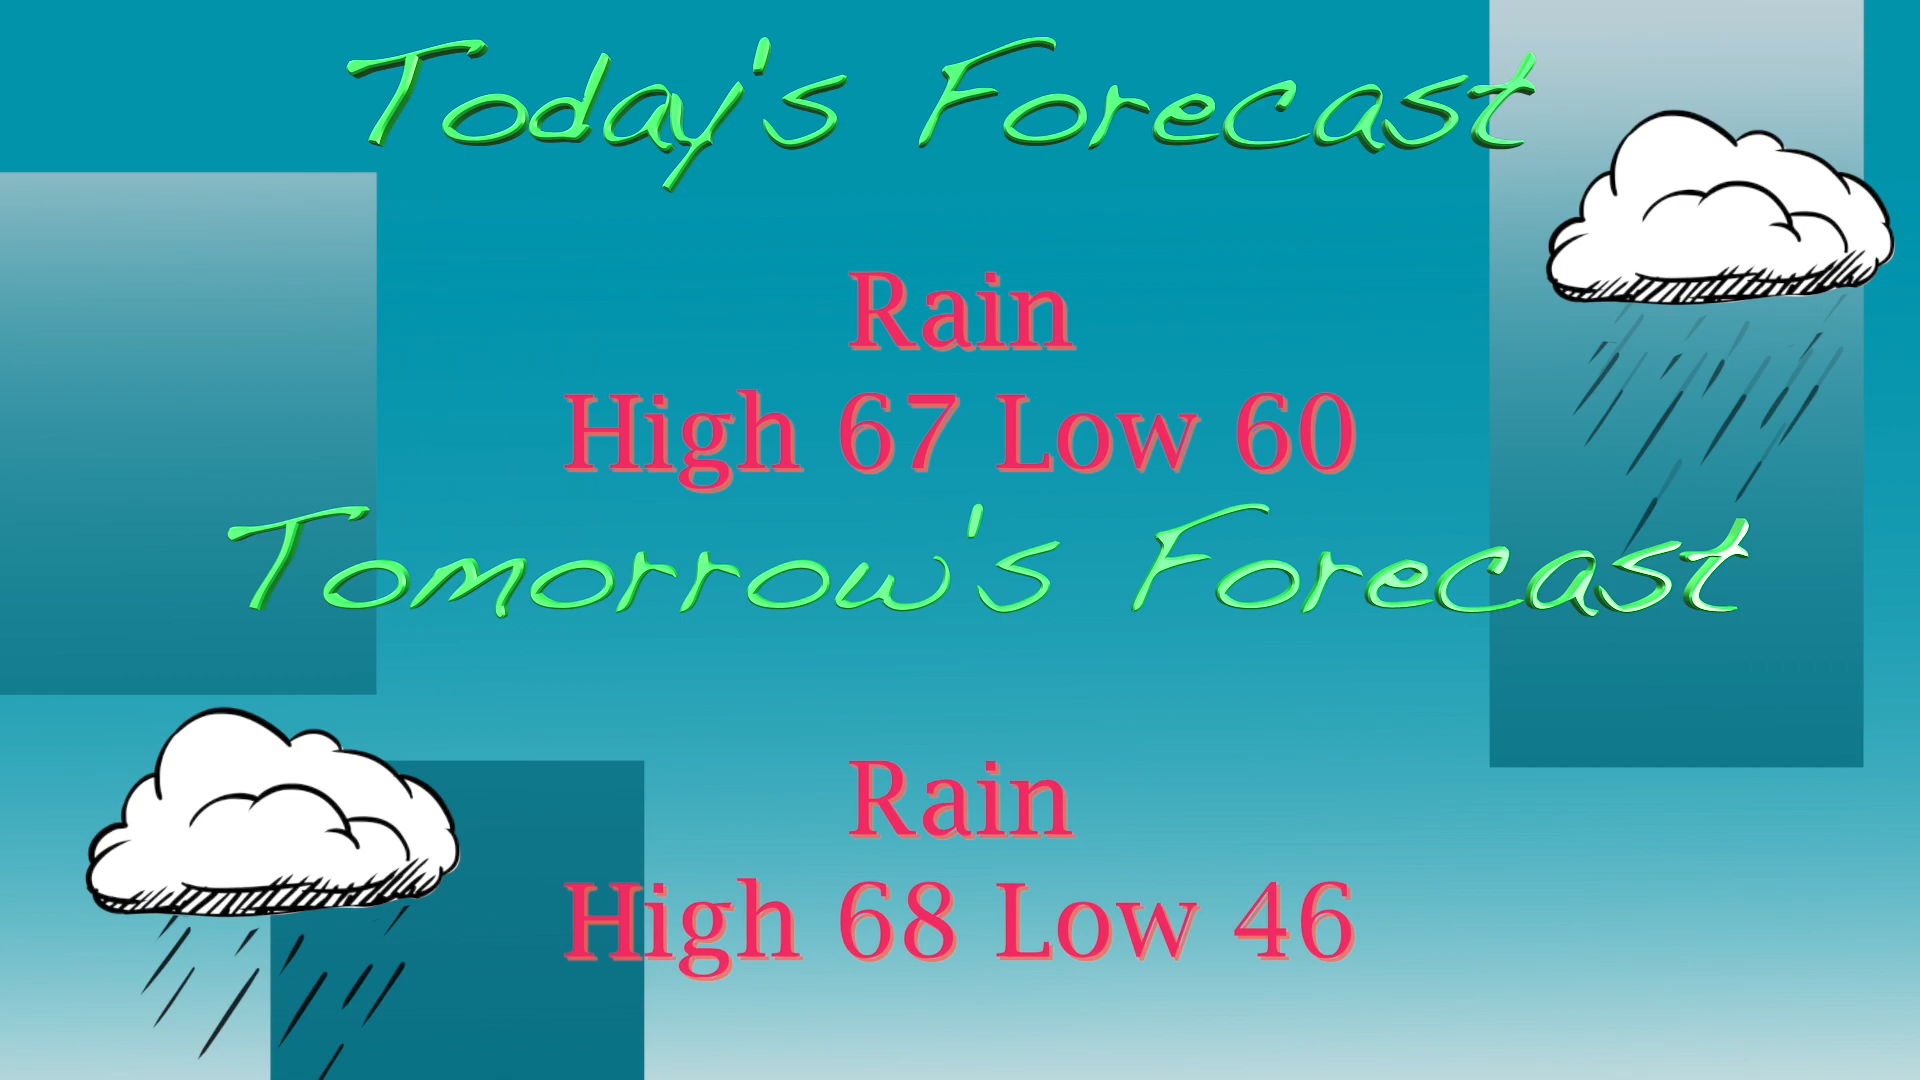 Today's Forecast
Rain
High 67 Low 60
Tomorrow's Forecast
Rain
High 68 Low 46